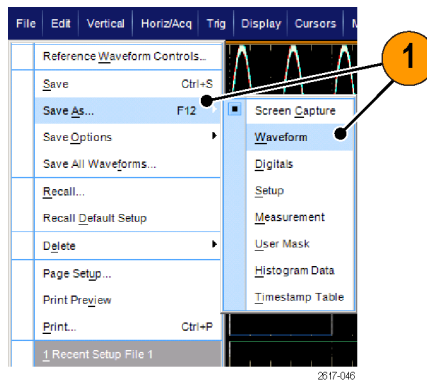 File Edit Vertical Horiz/Acq Trig Display Cursors
Reference Waveform Controls...
1
Save Ctrl+S
Save As... F12
Screen Capture
Save Options
Waveform
Save All Waveforms...
Digitals
Recall...
Setup
Recall Default Setup
Measurement
Delete
User Mask
Page Setup...
Histogram Data
Print Preview
Timestamp Table
Print... Ctrl+P
1 Recent Setup File 1
2617-046